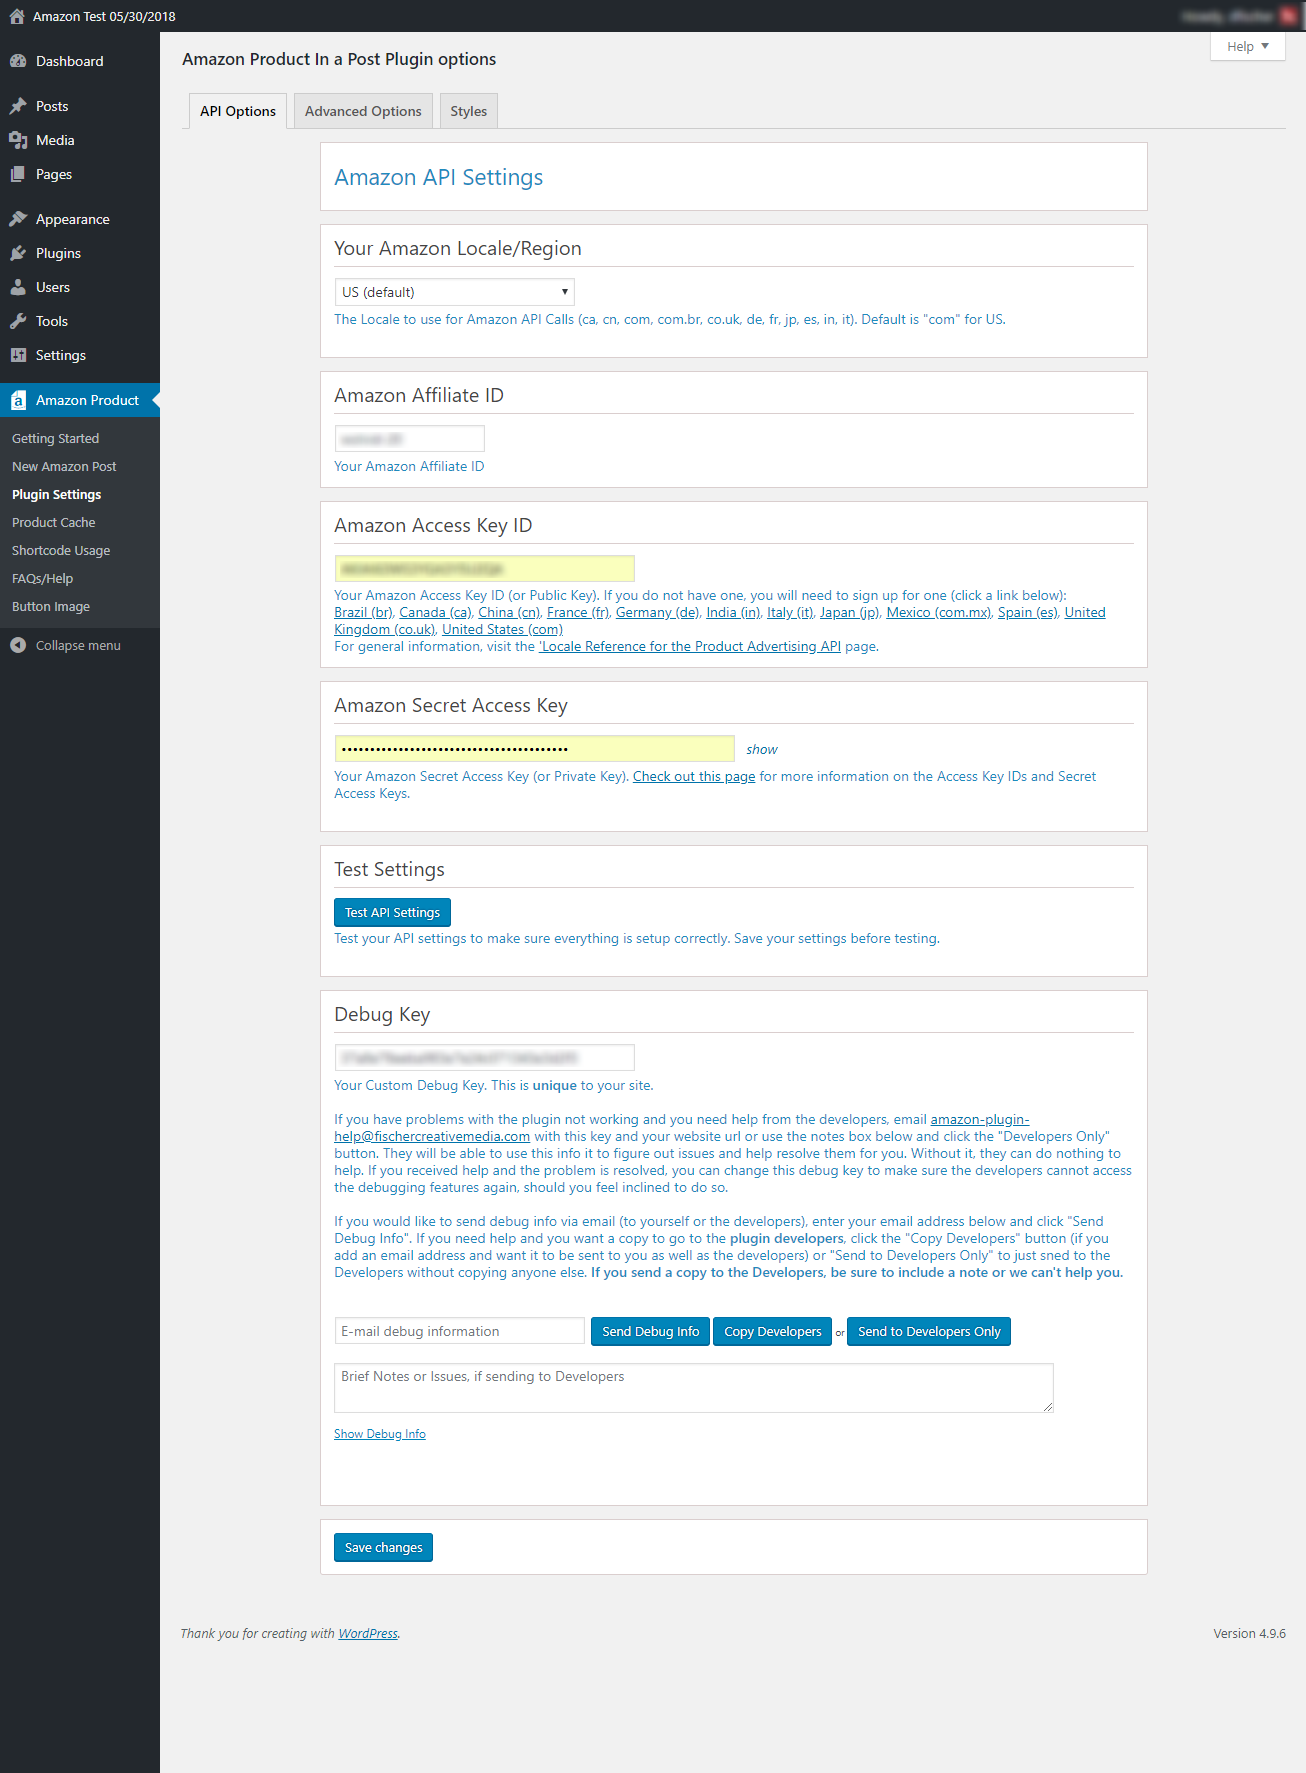 Amazon Test 05/30/2018
Help
Dashboard
Posts
Media
Pages
Appearance
Plugins
Users
Tools
Settings
Amazon Product
Getting Started
New Amazon Post
Plugin Settings
Product Cache
Shortcode Usage
FAQs/Help
Button Image
Collapse menu
Amazon Product In a Post Plugin options
API Options
Advanced Options
Styles
Amazon API Settings
Your Amazon Locale/Region
US (default)
The Locale to use for Amazon API Calls (ca, cn, com, com.br, co.uk, de, fr, jp, es, in, it). Default is "com" for US.
Amazon Affiliate ID
Your Amazon Affiliate ID
Amazon Access Key ID
Your Amazon Access Key ID (or Public Key). If you do not have one, you will need to sign up for one (click a link below):
Brazil (br), Canada (ca), China (cn), France (fr), Germany (de), India (in), Italy (it), Japan (jp), Mexico (com.mx), Spain (es), United
Kingdom (co.uk), United States (com)
For general information, visit the 'Locale Reference for the Product Advertising API page.
Amazon Secret Access Key
show
Your Amazon Secret Access Key (or Private Key). Check out this page for more information on the Access Key IDs and Secret
Access Keys.
Test Settings
Test API Settings
Test your API settings to make sure everything is setup correctly. Save your settings before testing.
Debug Key
Your Custom Debug Key. This is unique to your site.
If you have problems with the plugin not working and you need help from the developers, email amazon-plugin-
help@fischercreativemedia.com with this key and your website url or use the notes box below and click the "Developers Only"
button. They will be able to use this info it to figure out issues and help resolve them for you. Without it, they can do nothing to
help. If you received help and the problem is resolved, you can change this debug key to make sure the developers cannot access
the debugging features again, should you feel inclined to do so.
If you would like to send debug info via email (to yourself or the developers), enter your email address below and click "Send
Debug Info". If you need help and you want a copy to go to the plugin developers, click the "Copy Developers" button (if you
add an email address and want it to be sent to you as well as the developers) or "Send to Developers Only" to just sned to the
Developers without copying anyone else. If you send a copy to the Developers, be sure to include a note or we can't help you.
E-mail debug information
Send Debug Info
Copy Developers
or
Send to Developers Only
Brief Notes or Issues, if sending to Developers
Show Debug Info
Save changes
Thank you for creating with WordPress.
Version 4.9.6